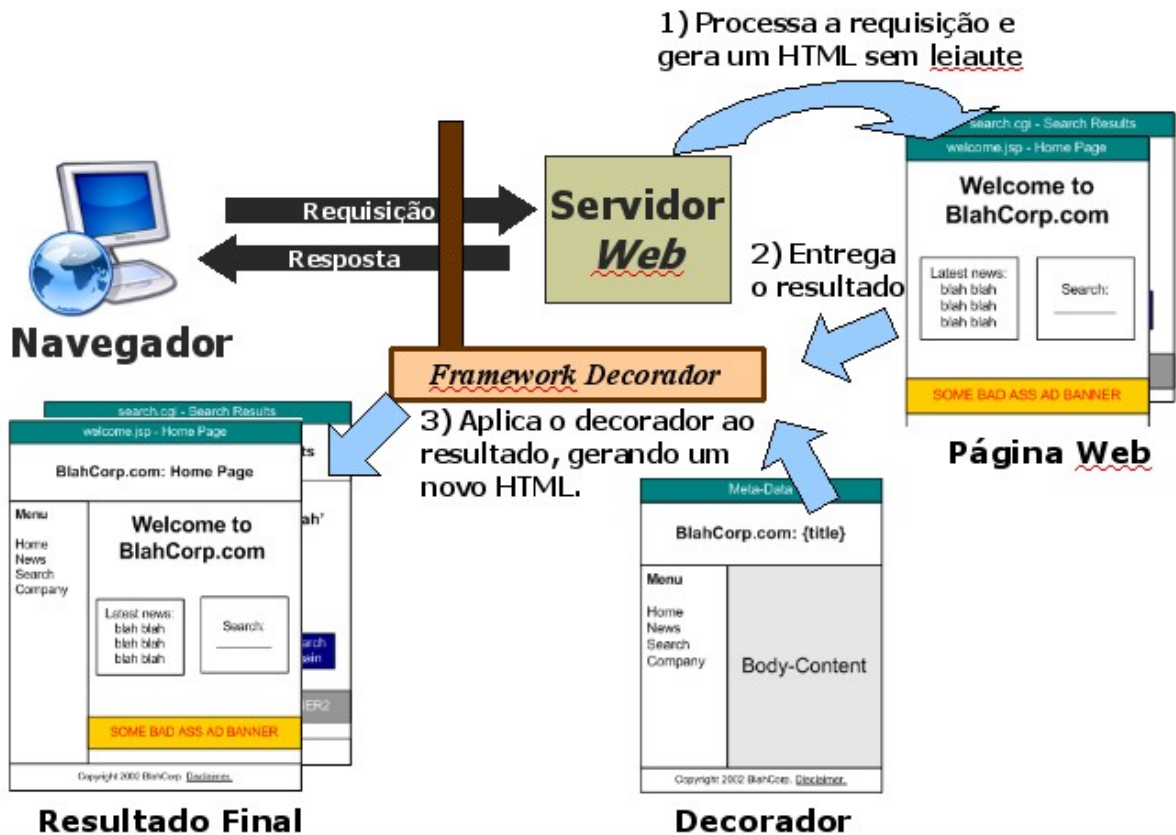 1) Processa a requisição e
gera um HTML sem leiaute
search.cgi - Search Results
welcome.jsp - Home Page
Welcome to
BlahCorp.com
Latest news:
blah blah
blah blah
blah blah
Search:
SOME BAD ASS AD BANNER
Página Web
Requisição
Resposta
Servidor
Web
Navegador
2) Entrega
o resultado
Framework Decorador
3) Aplica o decorador ao
resultado, gerando um
novo HTML.
search.cgi - Search Results
welcome.jsp - Home Page
BlahCorp.com: Home Page
ts
Menu
Home
News
Search
Company
Welcome to
BlahCorp.com
ah'
Latest news:
blah blah
blah blah
blah blah
Search:
arch
ain
NER2
SOME BAD ASS AD BANNER
Copyright 2002 BlahCorp. Disclaimer.
Resultado Final
Meta-Data
BlahCorp.com: {title}
Menu
Home
News
Search
Company
Body-Content
Copyright 2002 BlahCorp. Disclaimer.
Decorador